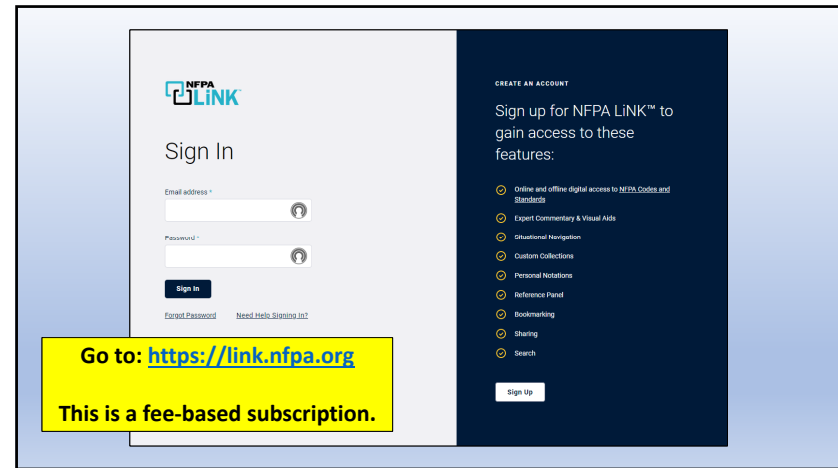 NFPA
LiNK™
Sign In
Email address *
Password *
Sign In
Forgot Password Need Help Signing In?
CREATE AN ACCOUNT
Sign up for NFPA LiNK™ to
gain access to these
features:
Online and offline digital access to NFPA Codes and
Standards
Expert Commentary & Visual Aids
Situational Navigation
Custom Collections
Personal Notations
Reference Panel
Bookmarking
Sharing
Search
Sign Up
Go to: https://link.nfpa.org
This is a fee-based subscription.